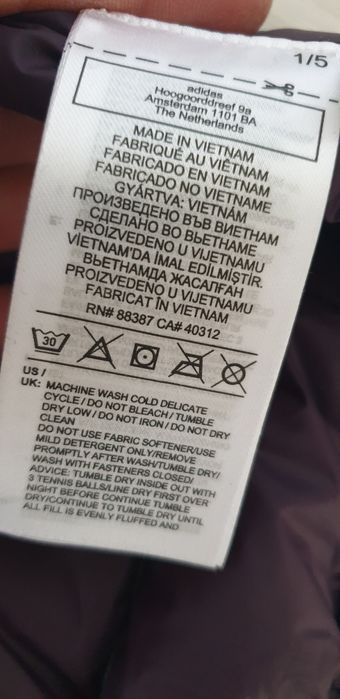 1/5
adidas
Hoogoorddreef 9a
Amsterdam 1101 BA
The Netherlands
MADE IN VIETNAM
FABRIQUÉ AU VIÊTNAM
FABRICADO EN VIETNAM
FABRICADO NO VIETNAME
GYÁRTVA: VIETNÁM
ПРОИЗВЕДЕНО ВЪВ ВИЕТНАМ
СДЕЛАНО ВО ВЬЕТНАМЕ
PROIZVEDENO U VIJETNAMU
VİETNAM'DA İMAL EDİLMİŞTİR.
ВЬЕТНАМДА ЖАСАЛҒАН
PROIZVEDENO U VIJETNAMU
FABRICAT ÎN VIETNAM
RN# 88387 CA# 40312
30
US /
UK: MACHINE WASH COLD DELICATE
CYCLE / DO NOT BLEACH / TUMBLE
DRY LOW / DO NOT IRON / DO NOT DRY
CLEAN
DO NOT USE FABRIC SOFTENER/USE
MILD DETERGENT ONLY/REMOVE
PROMPTLY AFTER WASH/TUMBLE DRY/
WASH WITH FASTENERS CLOSED/
ADVICE: TUMBLE DRY INSIDE OUT WITH
3 TENNIS BALLS/LINE DRY FIRST OVER
NIGHT BEFORE CONTINUE TUMBLE
DRY/CONTINUE TO TUMBLE DRY UNTIL
ALL FILL IS EVENLY FLUFFED AND